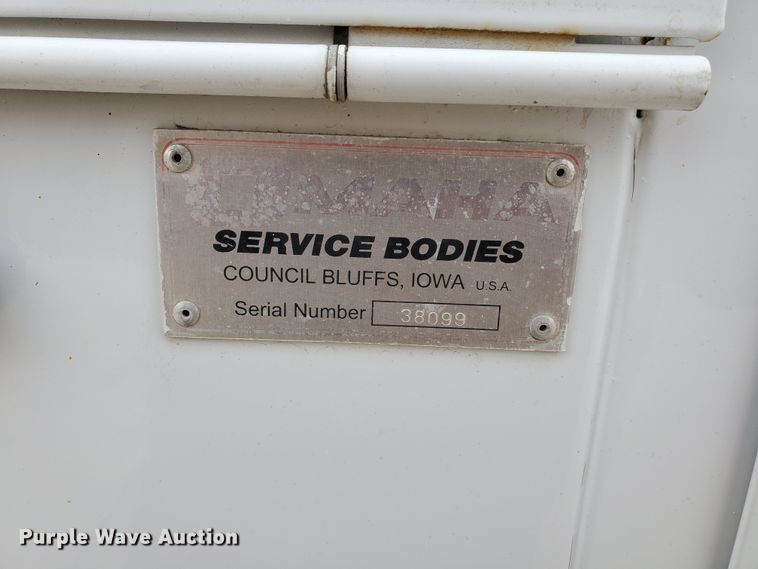 OMAHA
SERVICE BODIES
COUNCIL BLUFFS, IOWA U.S.A.
Serial Number 38099
Purple Wave Auction